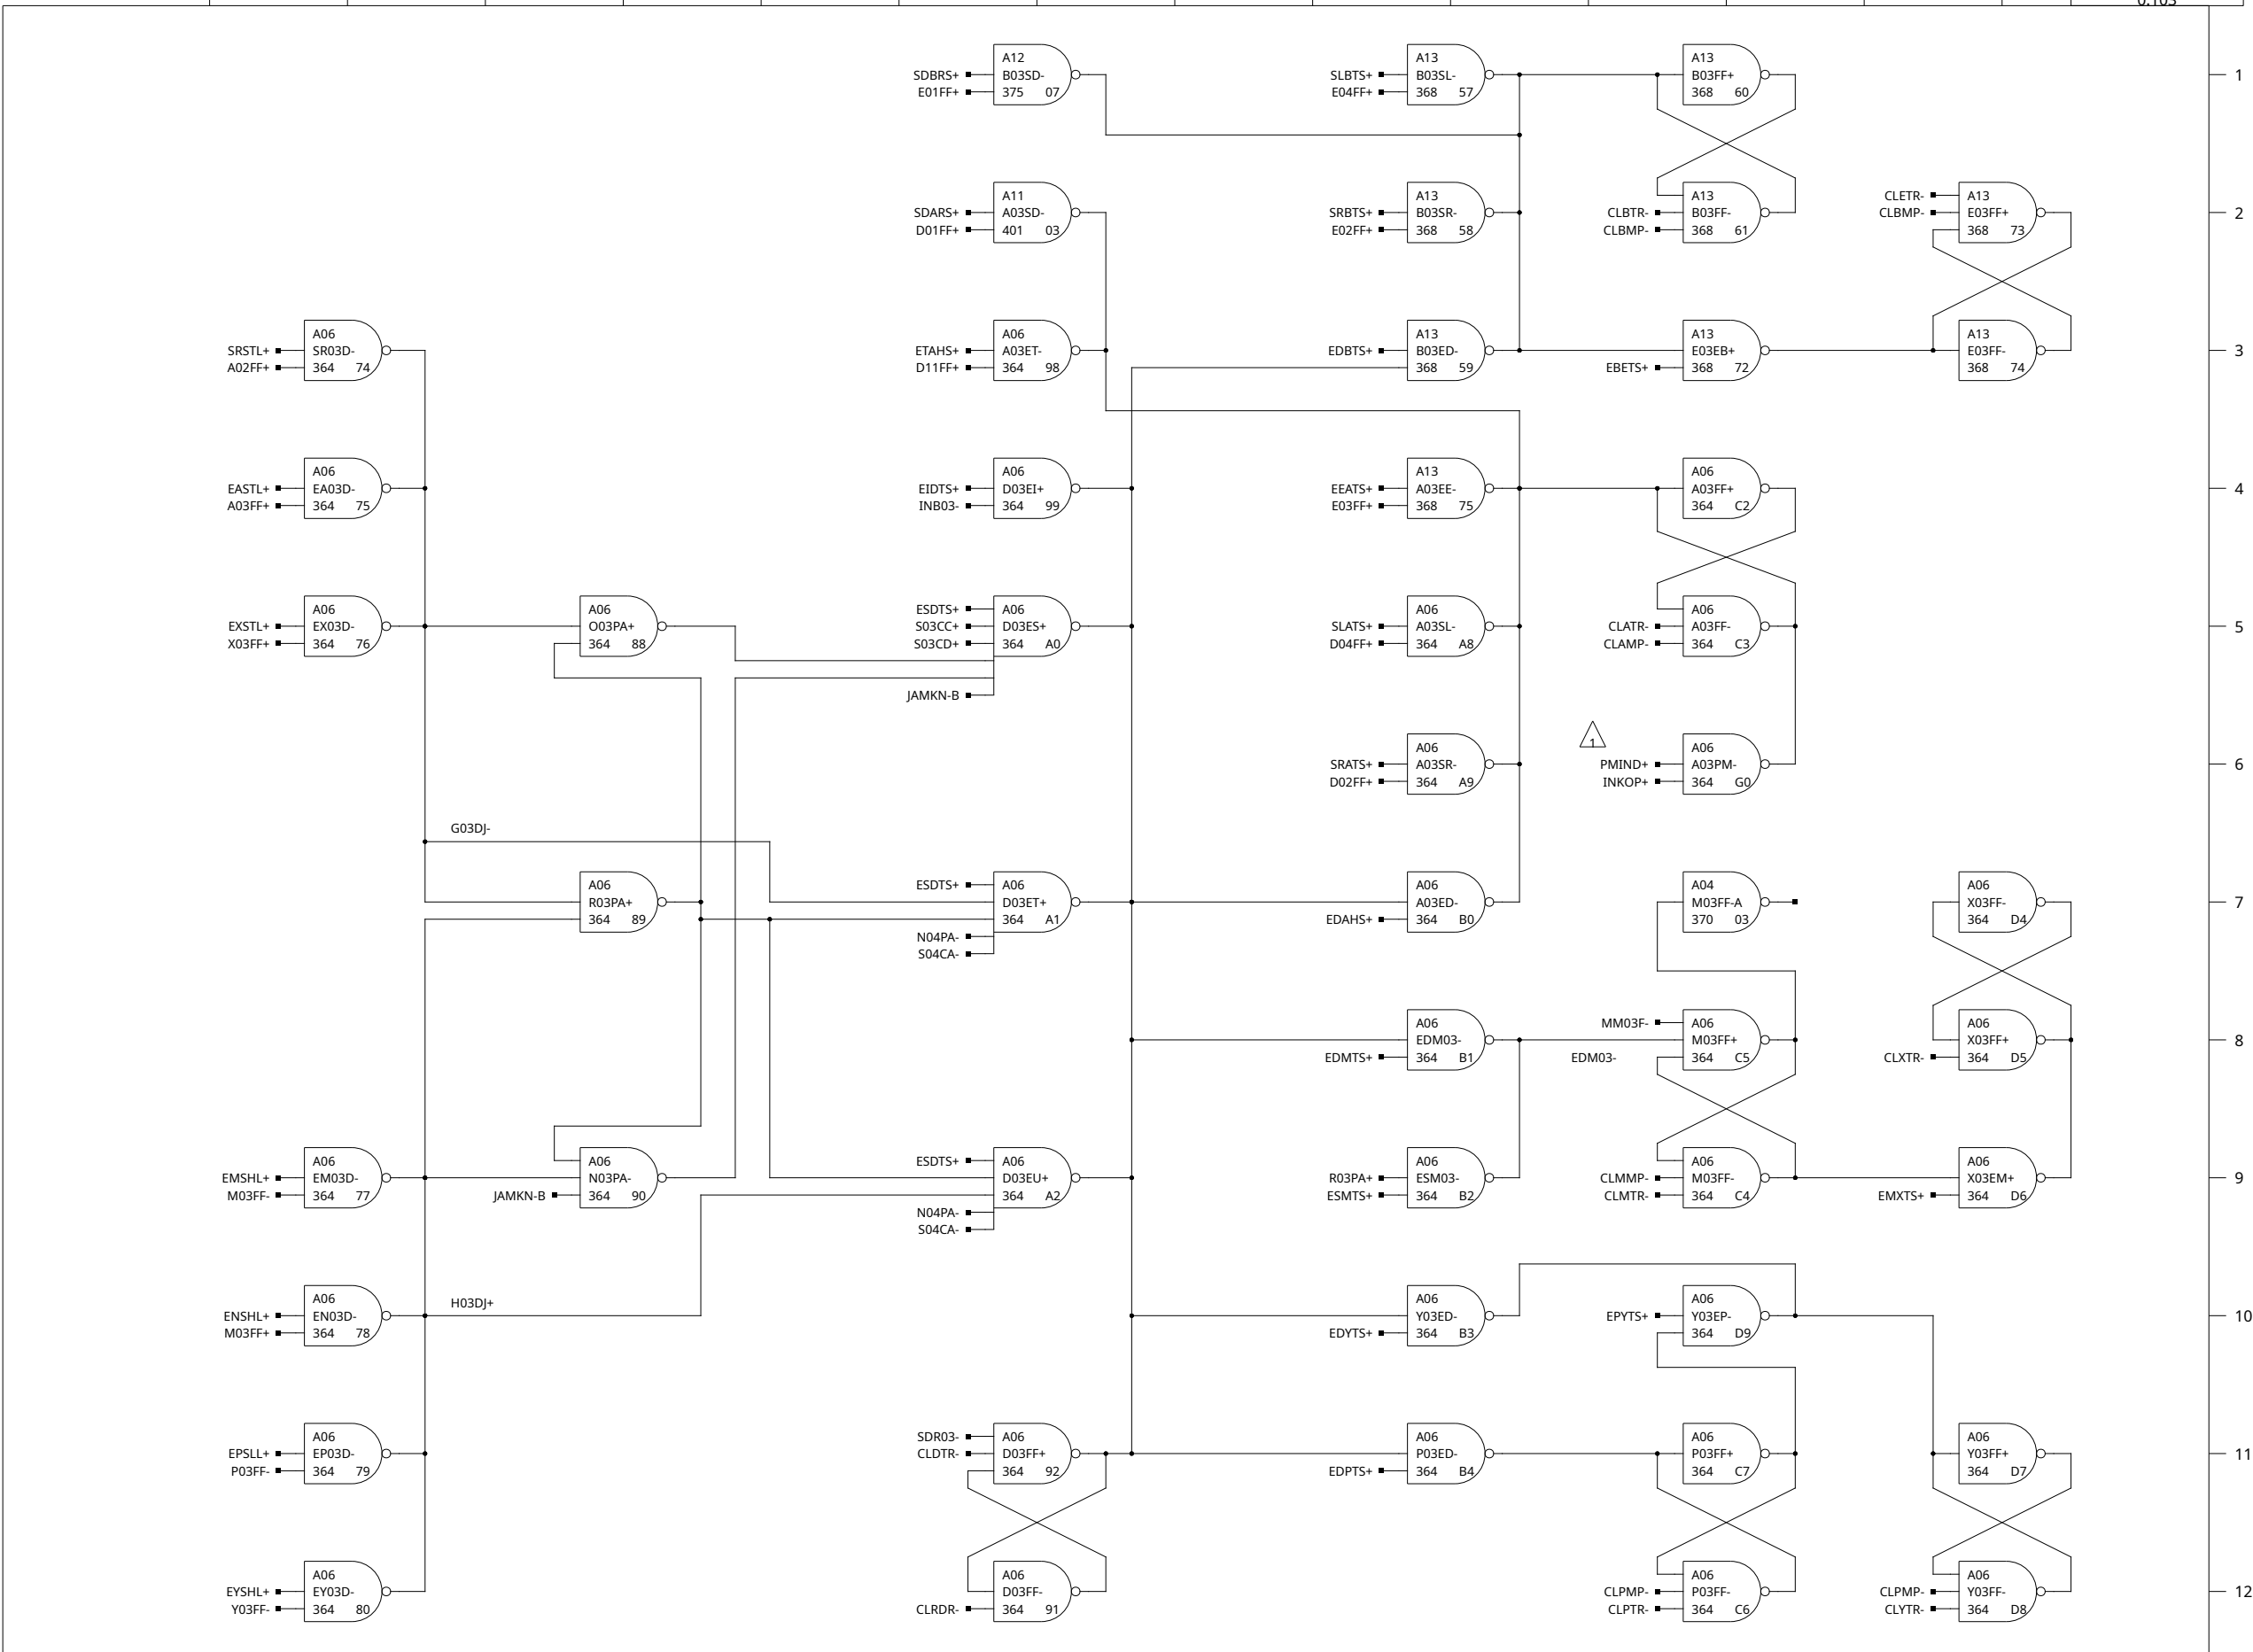 0.103
A12
SDBRS+ B03SD-
E01FF+ 375 07
A13
SLBTS+ B03SL-
E04FF+ 368 57
A13
B03FF+
368 60
1
A11
SDARS+ A03SD-
D01FF+ 401 03
A13
SRBTS+ B03SR-
E02FF+ 368 58
A13
CLBTR- B03FF-
CLBMP- 368 61
CLETR- A13
CLBMP- E03FF+
368 73
2
A06
SRSTL+ SR03D-
A02FF+ 364 74
A06
ETAHS+ A03ET-
D11FF+ 364 98
A13
EDBTS+ B03ED-
368 59
A13
E03EB+
EBETS+ 368 72
A13
E03FF-
368 74
3
A06
EASTL+ EA03D-
A03FF+ 364 75
A06
EIDTS+ D03EI+
INB03- 364 99
A13
EEATS+ A03EE-
E03FF+ 368 75
A06
A03FF+
364 C2
4
A06
EXSTL+ EX03D-
X03FF+ 364 76
A06
O03PA+
364 88
ESDTS+ A06
S03CC+ D03ES+
S03CD+ 364 A0
JAMKN-B
A06
SLATS+ A03SL-
D04FF+ 364 A8
A06
CLATR- A03FF-
CLAMP- 364 C3
5
A06
SRATS+ A03SR-
D02FF+ 364 A9
1
A06
PMIND+ A03PM-
INKOP+ 364 G0
6
G03DJ-
A06
R03PA+
364 89
ESDTS+ A06
D03ET+
364 A1
N04PA-
S04CA-
A06
A03ED-
EDAHS+ 364 B0
A04
M03FF-A
370 03
A06
X03FF-
364 D4
7
A06
EDM03-
EDMTS+ 364 B1
MM03F- A06
M03FF+
EDM03- 364 C5
A06
X03FF+
CLXTR- 364 D5
8
A06
EMSHL+ EM03D-
M03FF- 364 77
A06
N03PA-
JAMKN-B 364 90
ESDTS+ A06
D03EU+
364 A2
N04PA-
S04CA-
A06
R03PA+ ESM03-
ESMTS+ 364 B2
A06
CLMMP- M03FF-
CLMTR- 364 C4
A06
X03EM+
EMXTS+ 364 D6
9
A06
ENSHL+ EN03D-
M03FF+ 364 78
H03DJ+
A06
Y03ED-
EDYTS+ 364 B3
A06
EPYTS+ Y03EP-
364 D9
10
A06
EPSLL+ EP03D-
P03FF- 364 79
SDR03- A06
CLDTR- D03FF+
364 92
A06
P03ED-
EDPTS+ 364 B4
A06
P03FF+
364 C7
A06
Y03FF+
364 D7
11
A06
EYSHL+ EY03D-
Y03FF- 364 80
A06
D03FF-
CLRDR- 364 91
A06
CLPMP- P03FF-
CLPTR- 364 C6
A06
CLPMP- Y03FF-
CLYTR- 364 D8
12